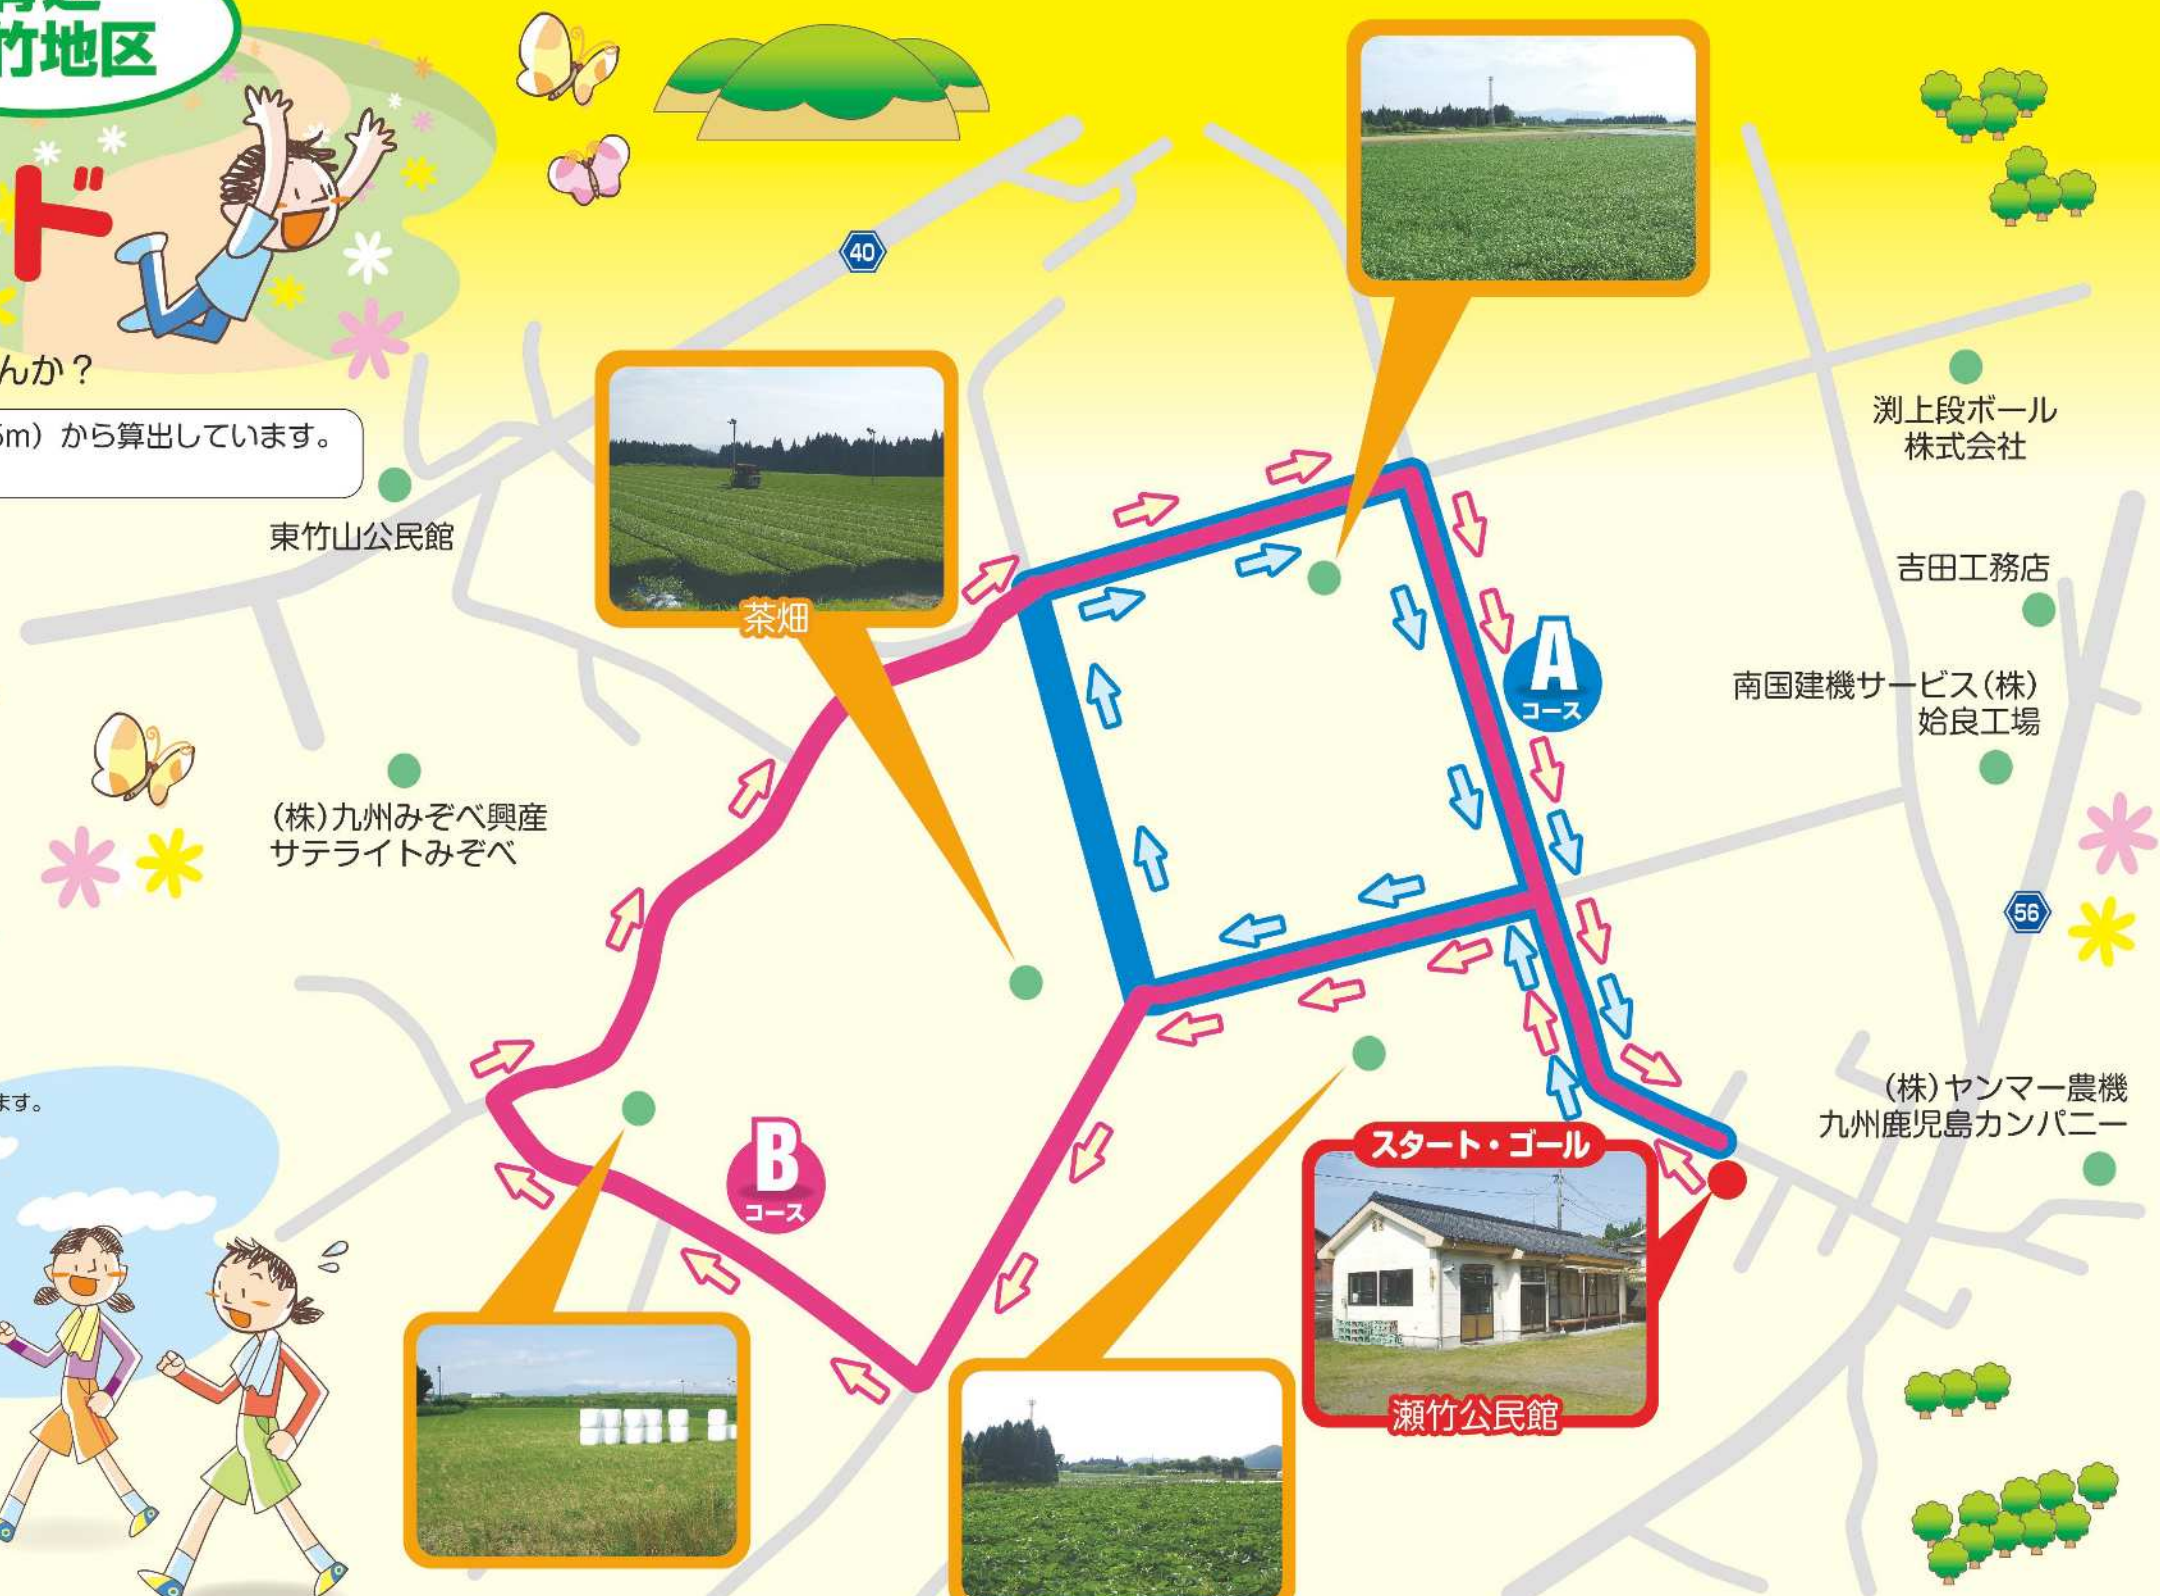 竹地区
ド
んか？
5m）から算出しています。
東竹山公民館
40
茶畑
渕上段ボール
株式会社
吉田工務店
南国建機サービス(株)
姶良工場
A
コース
(株)九州みぞべ興産
サテライトみぞべ
56
ます。
B
コース
(株)ヤンマー農機
九州鹿児島カンパニー
スタート・ゴール
瀬竹公民館